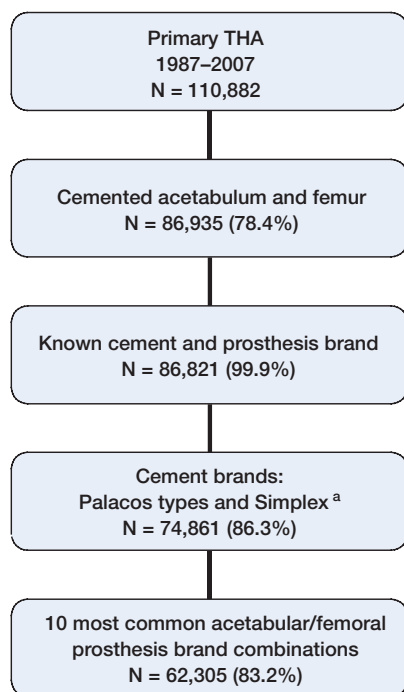 Primary THA
1987–2007
N = 110,882
Cemented acetabulum and femur
N = 86,935 (78.4%)
Known cement and prosthesis brand
N = 86,821 (99.9%)
Cement brands:
Palacos types and Simplex a
N = 74,861 (86.3%)
10 most common acetabular/femoral
prosthesis brand combinations
N = 62,305 (83.2%)